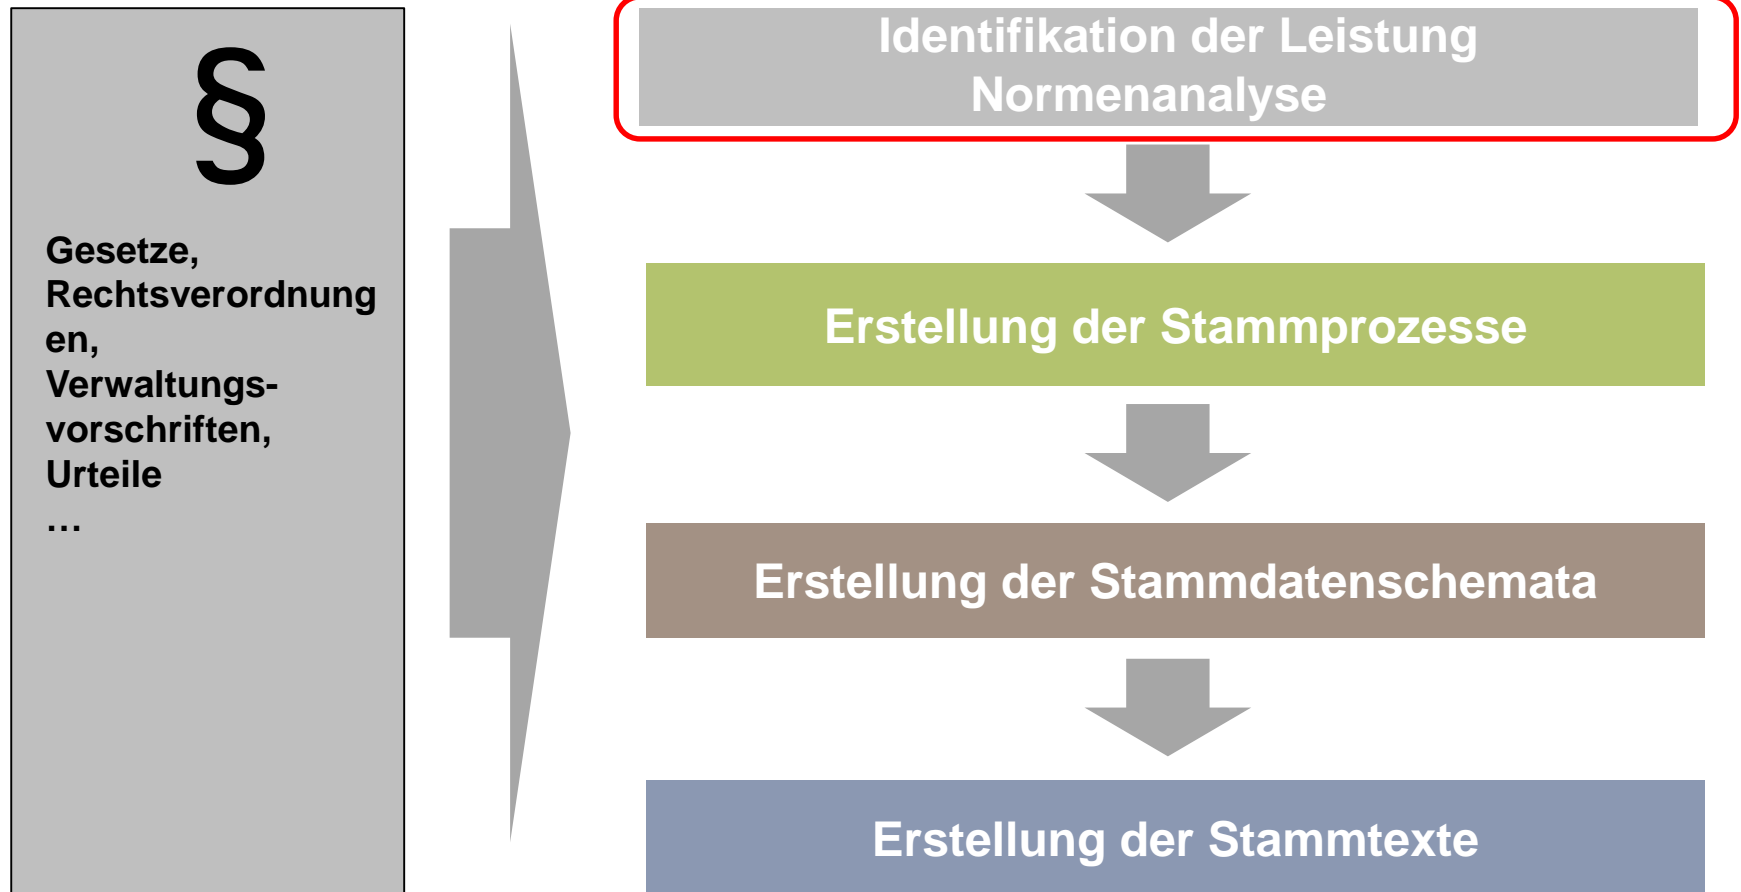 §
Gesetze,
Rechtsverordnung
en,
Verwaltungs-
vorschriften,
Urteile
…
Identifikation der Leistung
Normenanalyse
Erstellung der Stammprozesse
Erstellung der Stammdatenschemata
Erstellung der Stammtexte